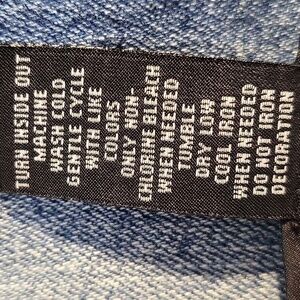 TURN INSIDE OUT
MACHINE
WASH COLD
GENTLE CYCLE
WITH LIKE
COLORS
ONLY NON-
CHLORINE BLEACH
WHEN NEEDED
TUMBLE
DRY LOW
COOL IRON
WHEN NEEDED
DO NOT IRON
DECORATION